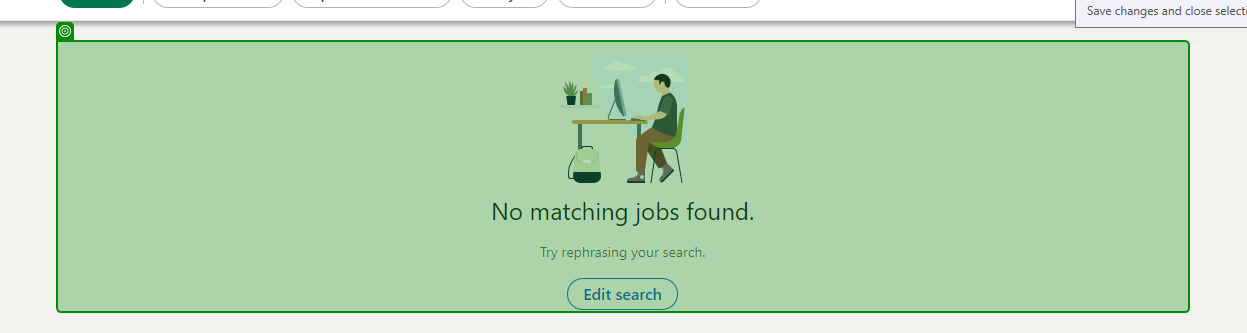 Save changes and close selecti
No matching jobs found.
Try rephrasing your search.
Edit search